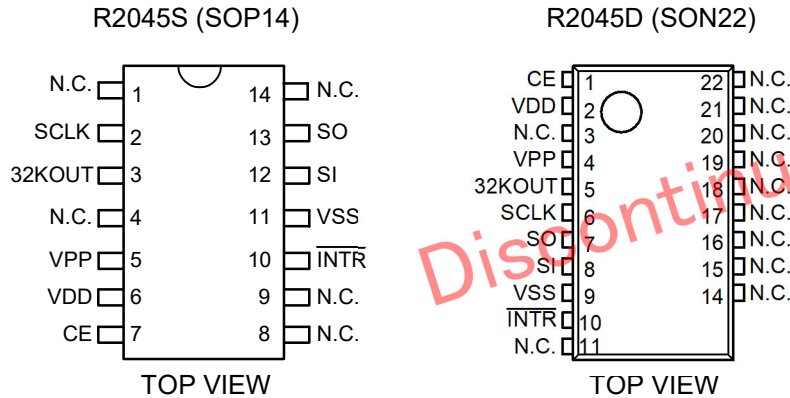 R2045S (SOP14)
N.C. 1 14 N.C.
SCLK 2 13 SO
32KOUT 3 12 SI
N.C. 4 11 VSS
VPP 5 10 INTR
VDD 6 9 N.C.
CE 7 8 N.C.
TOP VIEW
R2045D (SON22)
CE 1 22 N.C.
VDD 2 21 N.C.
N.C. 3 20 N.C.
VPP 4 19 N.C.
32KOUT 5 18 N.C.
SCLK 6 17 N.C.
SO 7 16 N.C.
SI 8 15 N.C.
VSS 9 14 N.C.
INTR 10
N.C. 11
TOP VIEW
Discontinu